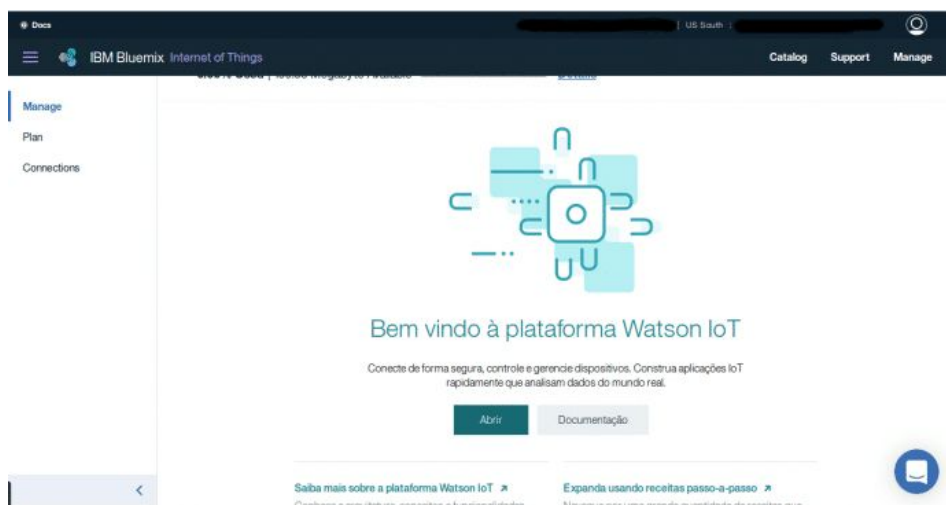 Docs
| US South :
IBM Bluemix Internet of Things
Catalog Support Manage
Manage
Plan
Connections
Bem vindo à plataforma Watson IoT
Conecte de forma segura, controle e gerencie dispositivos. Construa aplicações IoT
rapidamente que analisam dados do mundo real.
Abrir Documentação
Saiba mais sobre a plataforma Watson IoT
Expanda usando receitas passo-a-passo